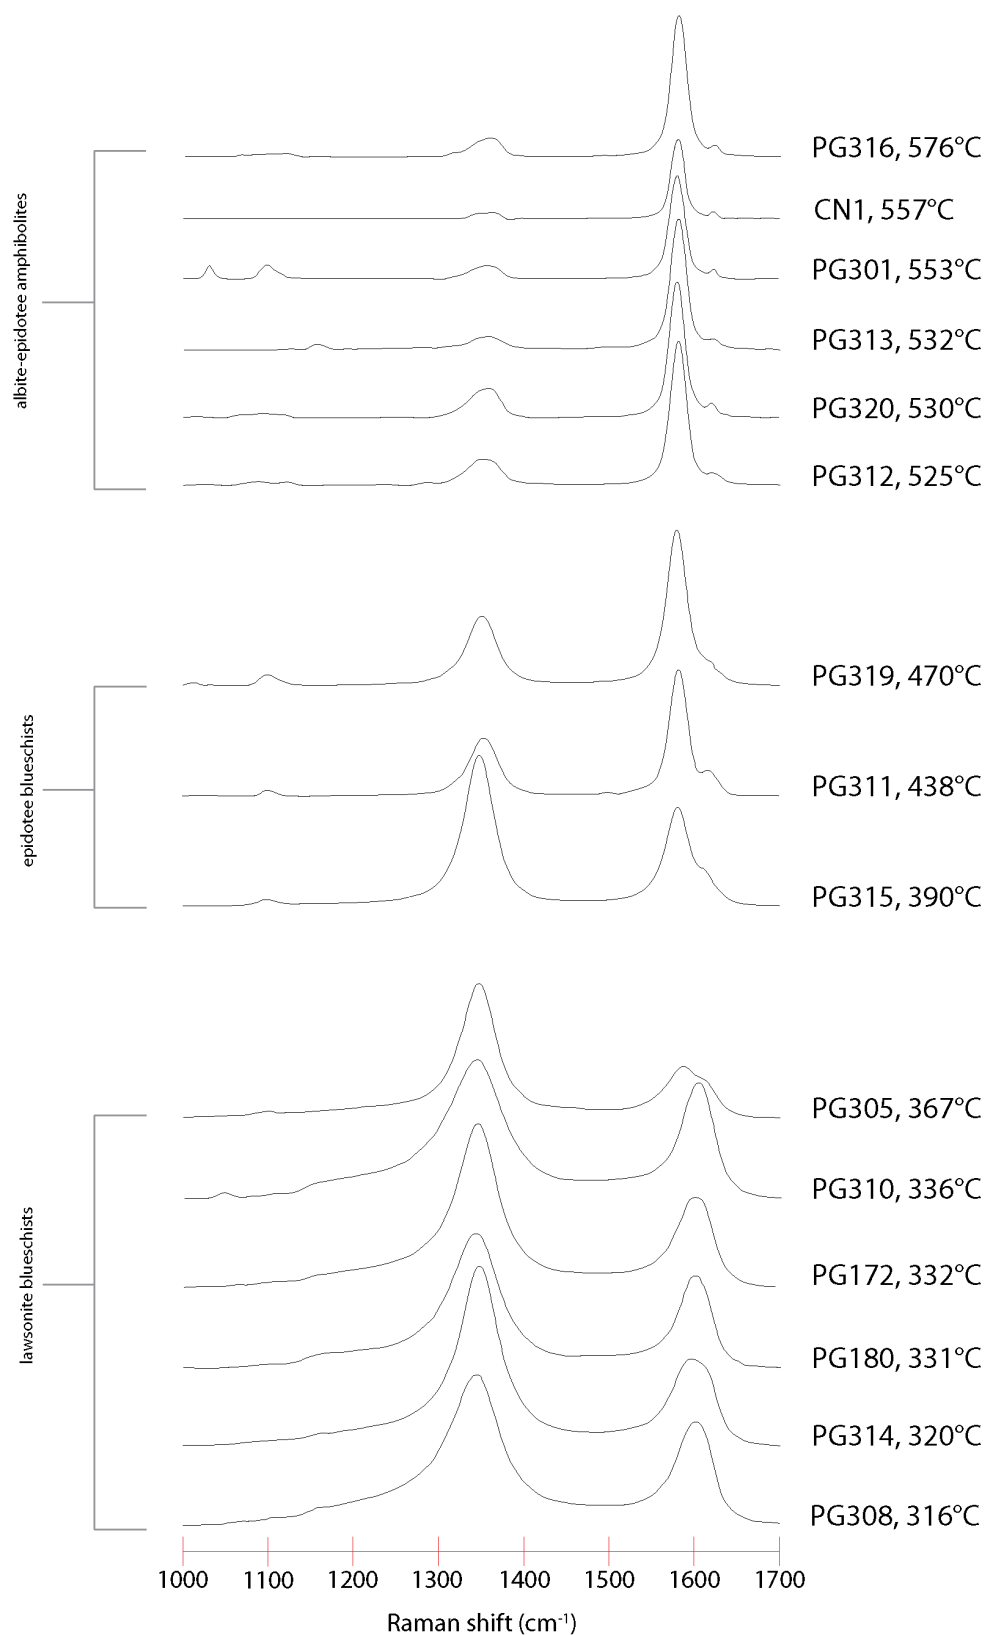 PG316, 576°C
CN1, 557°C
PG301, 553°C
PG313, 532°C
PG320, 530°C
PG312, 525°C
albite-epidotee amphibolites
PG319, 470°C
PG311, 438°C
PG315, 390°C
epidotee blueschists
PG305, 367°C
PG310, 336°C
PG172, 332°C
PG180, 331°C
PG314, 320°C
PG308, 316°C
lawsonite blueschists
1000 1100 1200 1300 1400 1500 1600 1700
Raman shift (cm⁻¹)